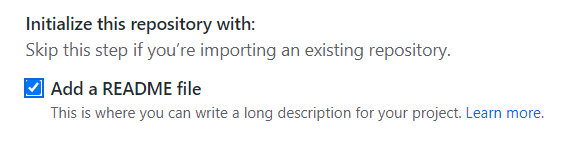 Initialize this repository with:
Skip this step if you’re importing an existing repository.
Add a README file
This is where you can write a long description for your project. Learn more.